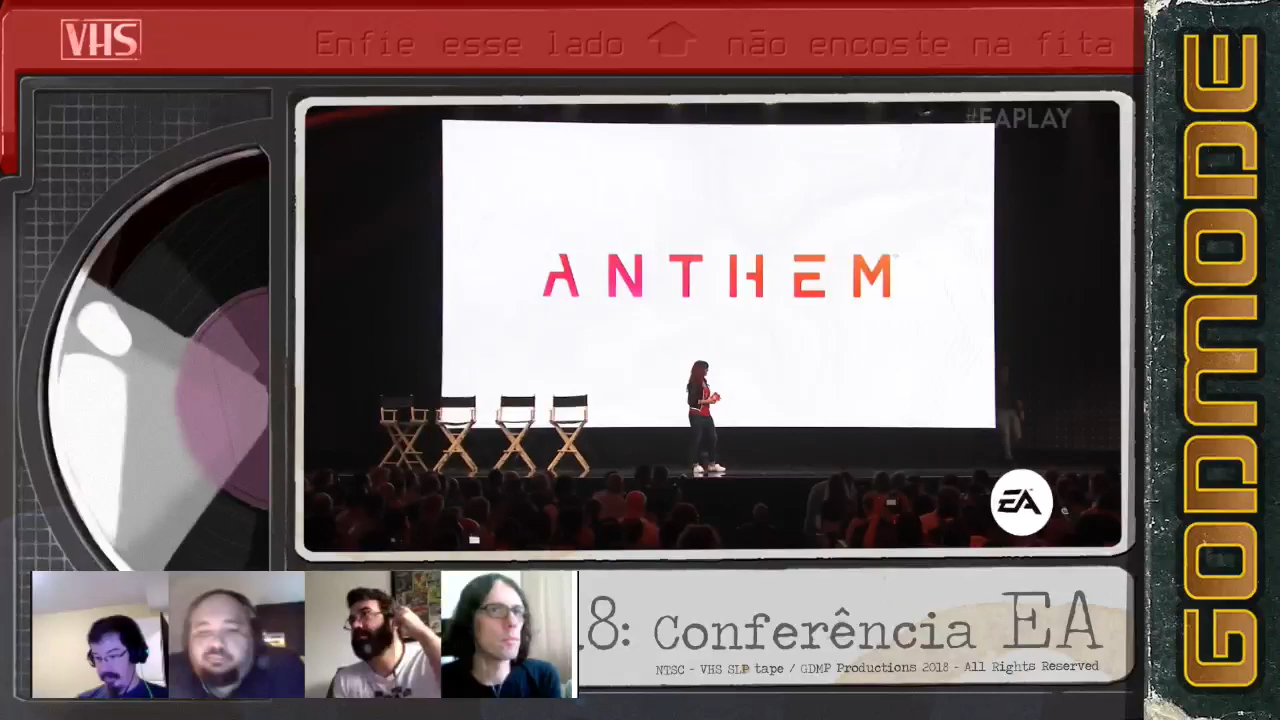 VHS
Enfie esse lado não encoste na fita
#EAPLAY
ANTHEM
EA
8: Conferência EA
NTSC - VHS SLP tape / GDMP Productions 2018 - All Rights Reserved
GODMODE